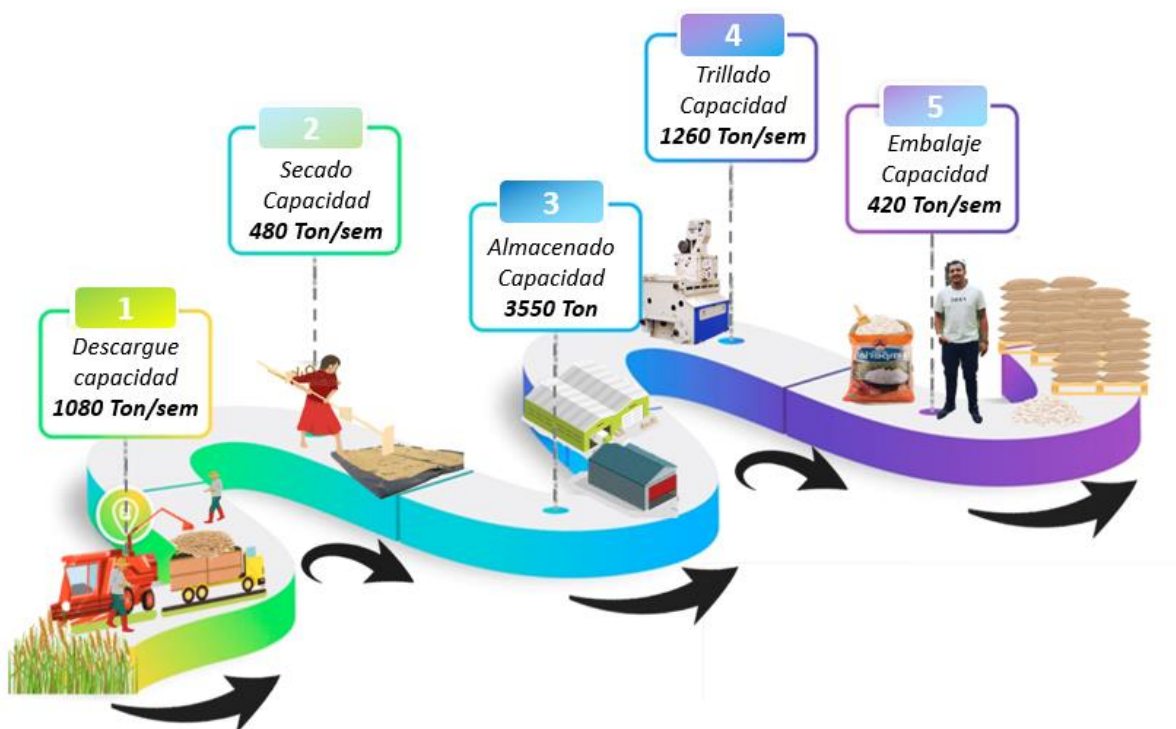 1
Descargue
capacidad
1080 Ton/sem
2
Secado
Capacidad
480 Ton/sem
3
Almacenado
Capacidad
3550 Ton
4
Trillado
Capacidad
1260 Ton/sem
5
Embalaje
Capacidad
420 Ton/sem